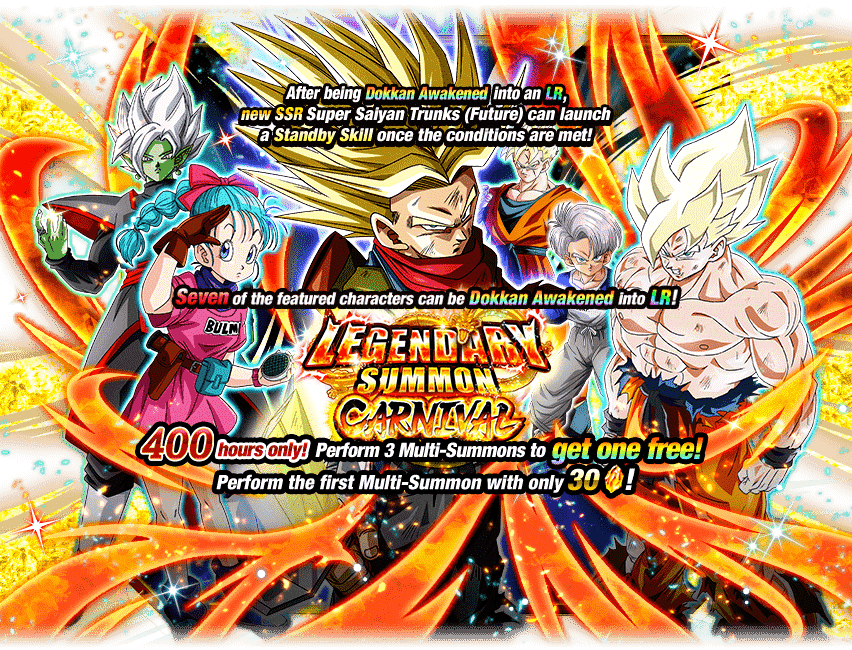 After being Dokkan Awakened into an LR,
new SSR Super Saiyan Trunks (Future) can launch
a Standby Skill once the conditions are met!
Seven of the featured characters can be Dokkan Awakened into LR!
BULM
LEGENDARY
SUMMON
CARNIVAL
400 hours only! Perform 3 Multi-Summons to get one free!
Perform the first Multi-Summon with only 30!